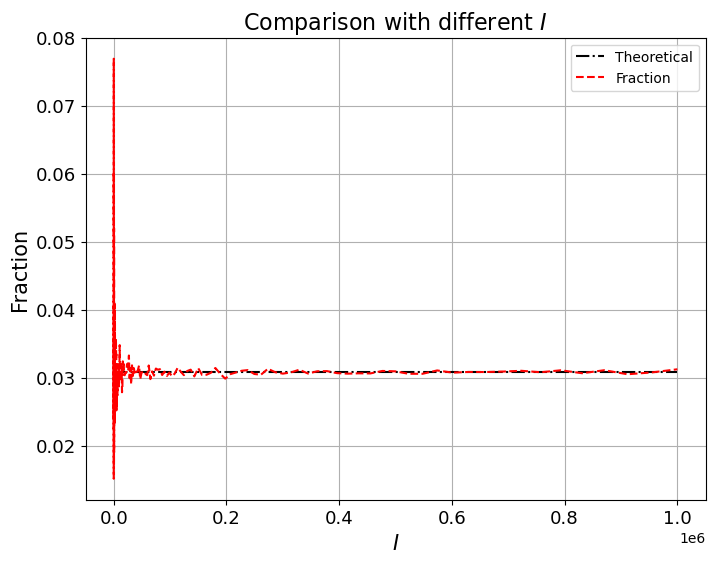 Comparison with different I
Theoretical
Fraction
0.08
0.07
0.06
0.05
0.04
0.03
0.02
Fraction
0.0 0.2 0.4 0.6 0.8 1.0
1e6
I